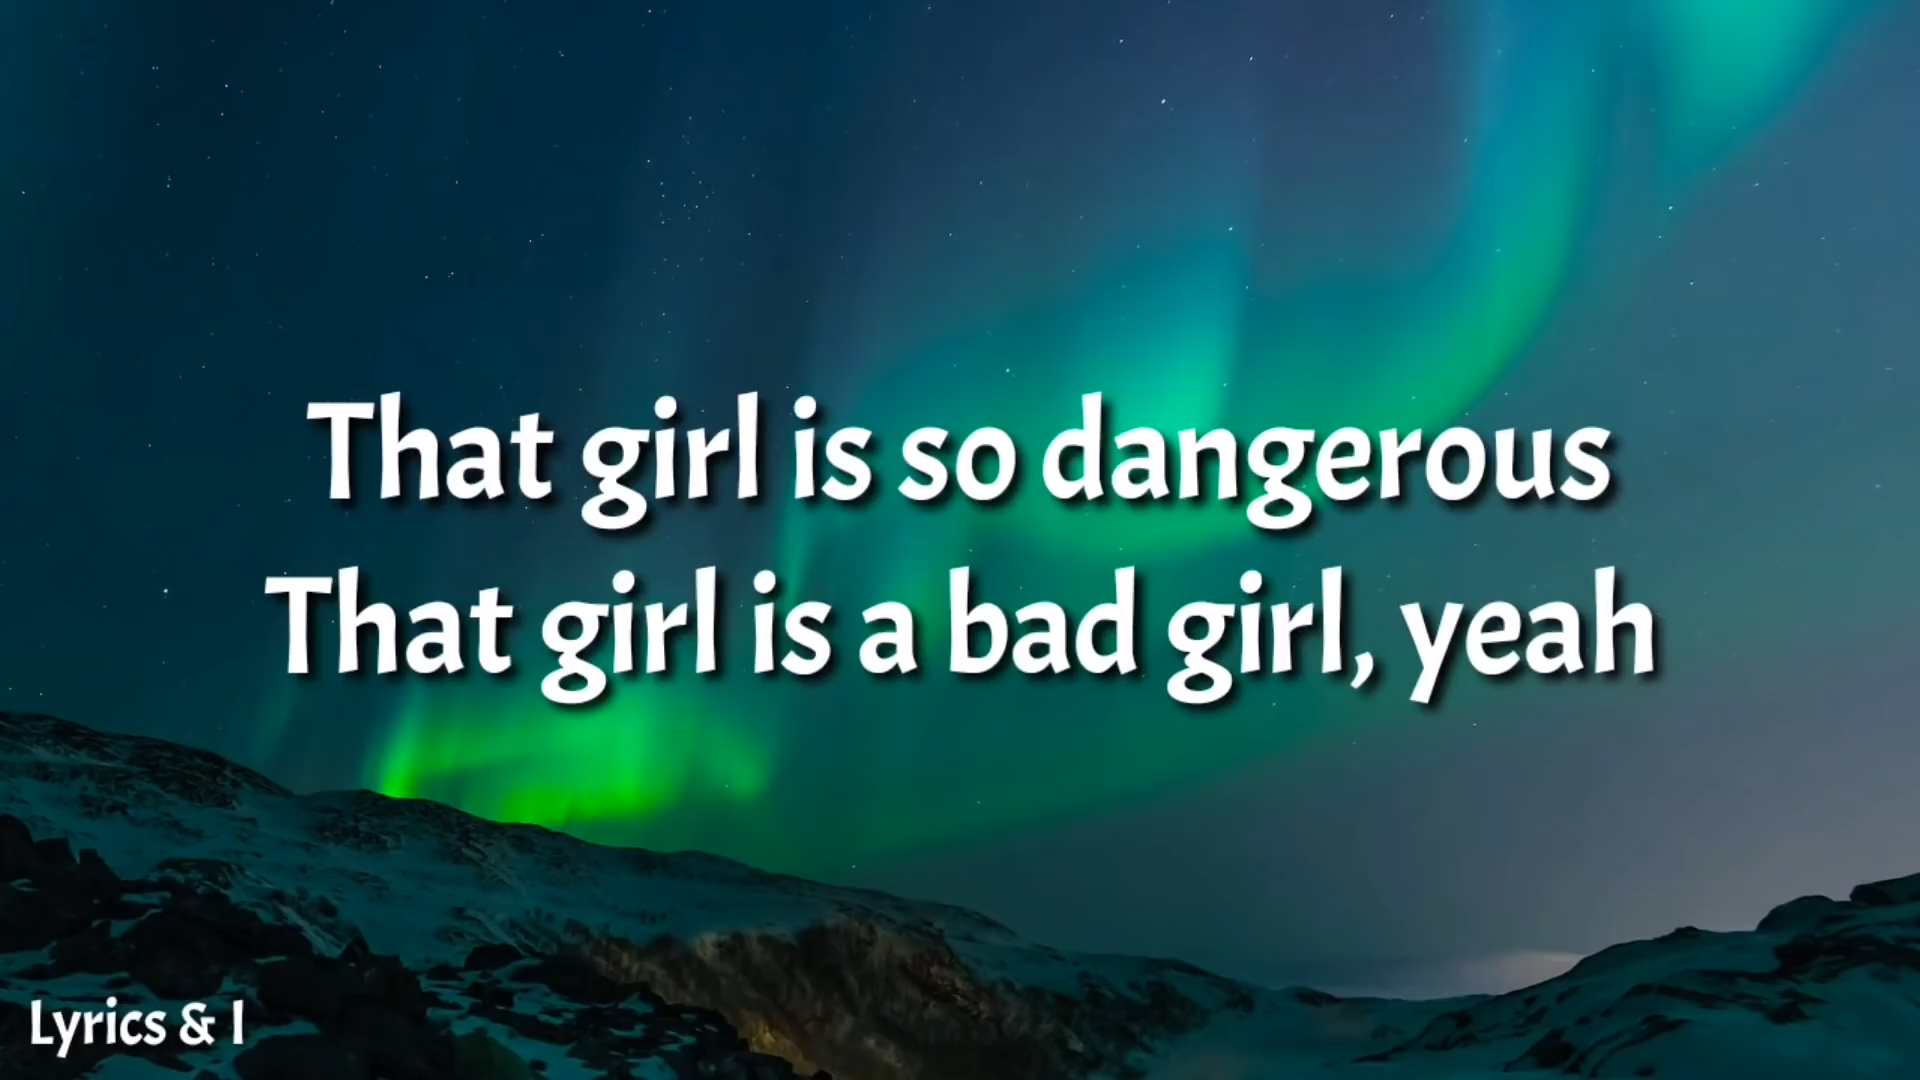 That girl is so dangerous
That girl is a bad girl, yeah
Lyrics & I